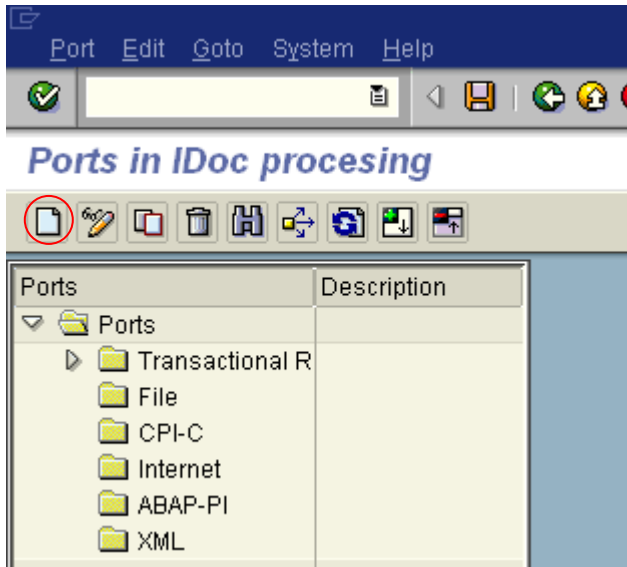 Port Edit Goto System Help
Ports in IDoc procesing
Ports Description
Ports
Transactional R
File
CPI-C
Internet
ABAP-PI
XML